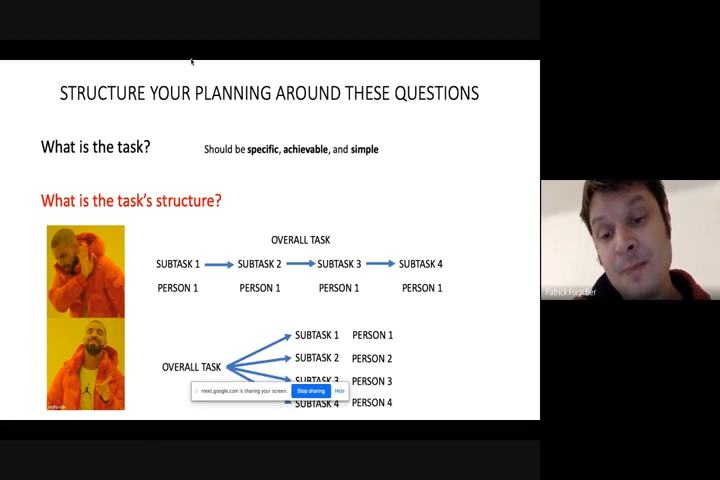 STRUCTURE YOUR PLANNING AROUND THESE QUESTIONS
What is the task?
Should be specific, achievable, and simple
What is the task's structure?
OVERALL TASK
SUBTASK 1 SUBTASK 2 SUBTASK 3 SUBTASK 4
PERSON 1 PERSON 1 PERSON 1 PERSON 1
SUBTASK 1 PERSON 1
SUBTASK 2 PERSON 2
OVERALL TASK
SUBTASK 3 PERSON 3
meet.google.com is sharing your screen. Stop sharing Hide
SUBTASK 4 PERSON 4
Patrick Forscher